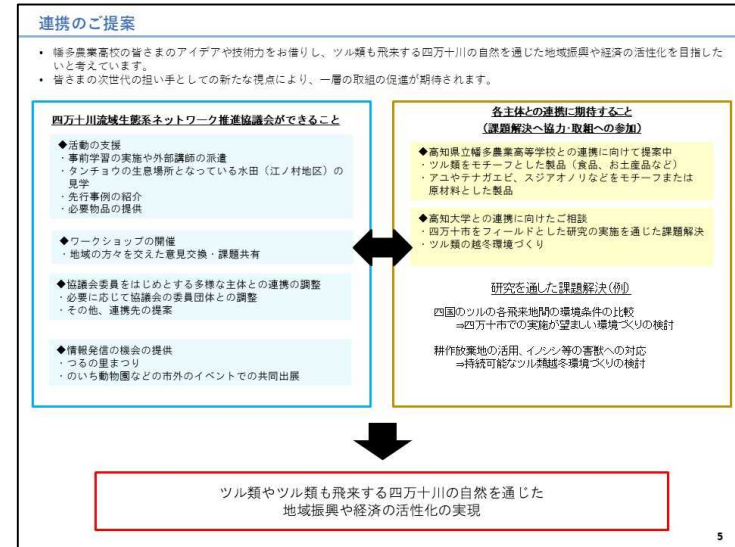 連携のご提案
• 幡多農業高校の皆さまのアイデアや技術力をお借りし、ツル類も飛来する四万十川の自然を通じた地域振興や経済の活性化を目指した
いと考えています。
• 皆さまの次世代の担い手としての新たな視点により、一層の取組の促進が期待されます。
四万十川流域生態系ネットワーク推進協議会ができること
◆活動の支援
・事前学習の実施や外部講師の派遣
・タンチョウの生息場所となっている水田(江ノ村地区)の
見学
・先行事例の紹介
・必要物品の提供
◆ワークショップの開催
・地域の方々を交えた意見交換・課題共有
◆協議会委員をはじめとする多様な主体との連携の調整
・必要に応じて協議会の委員団体との調整
・その他、連携先の提案
◆情報発信の機会の提供
・つるの里まつり
・のいち動物園などの市外のイベントでの共同出展
各主体との連携に期待すること
(課題解決へ協力・取組への参加)
◆高知県立幡多農業高等学校との連携に向けて提案中
・ツル類をモチーフとした製品(食品、お土産品など)
・アユやテナガエビ、スジアオノリなどをモチーフまたは
原材料とした製品
◆高知大学との連携に向けたご相談
・四万十市をフィールドとした研究の実施を通じた課題解決
・ツル類の越冬環境づくり
研究を通した課題解決(例)
四国のツルの各飛来地間の環境条件の比較
⇒四万十市での実施が望ましい環境づくりの検討
耕作放棄地の活用、イノシシ等の害獣への対応
⇒持続可能なツル類越冬環境づくりの検討
ツル類やツル類も飛来する四万十川の自然を通じた
地域振興や経済の活性化の実現
5